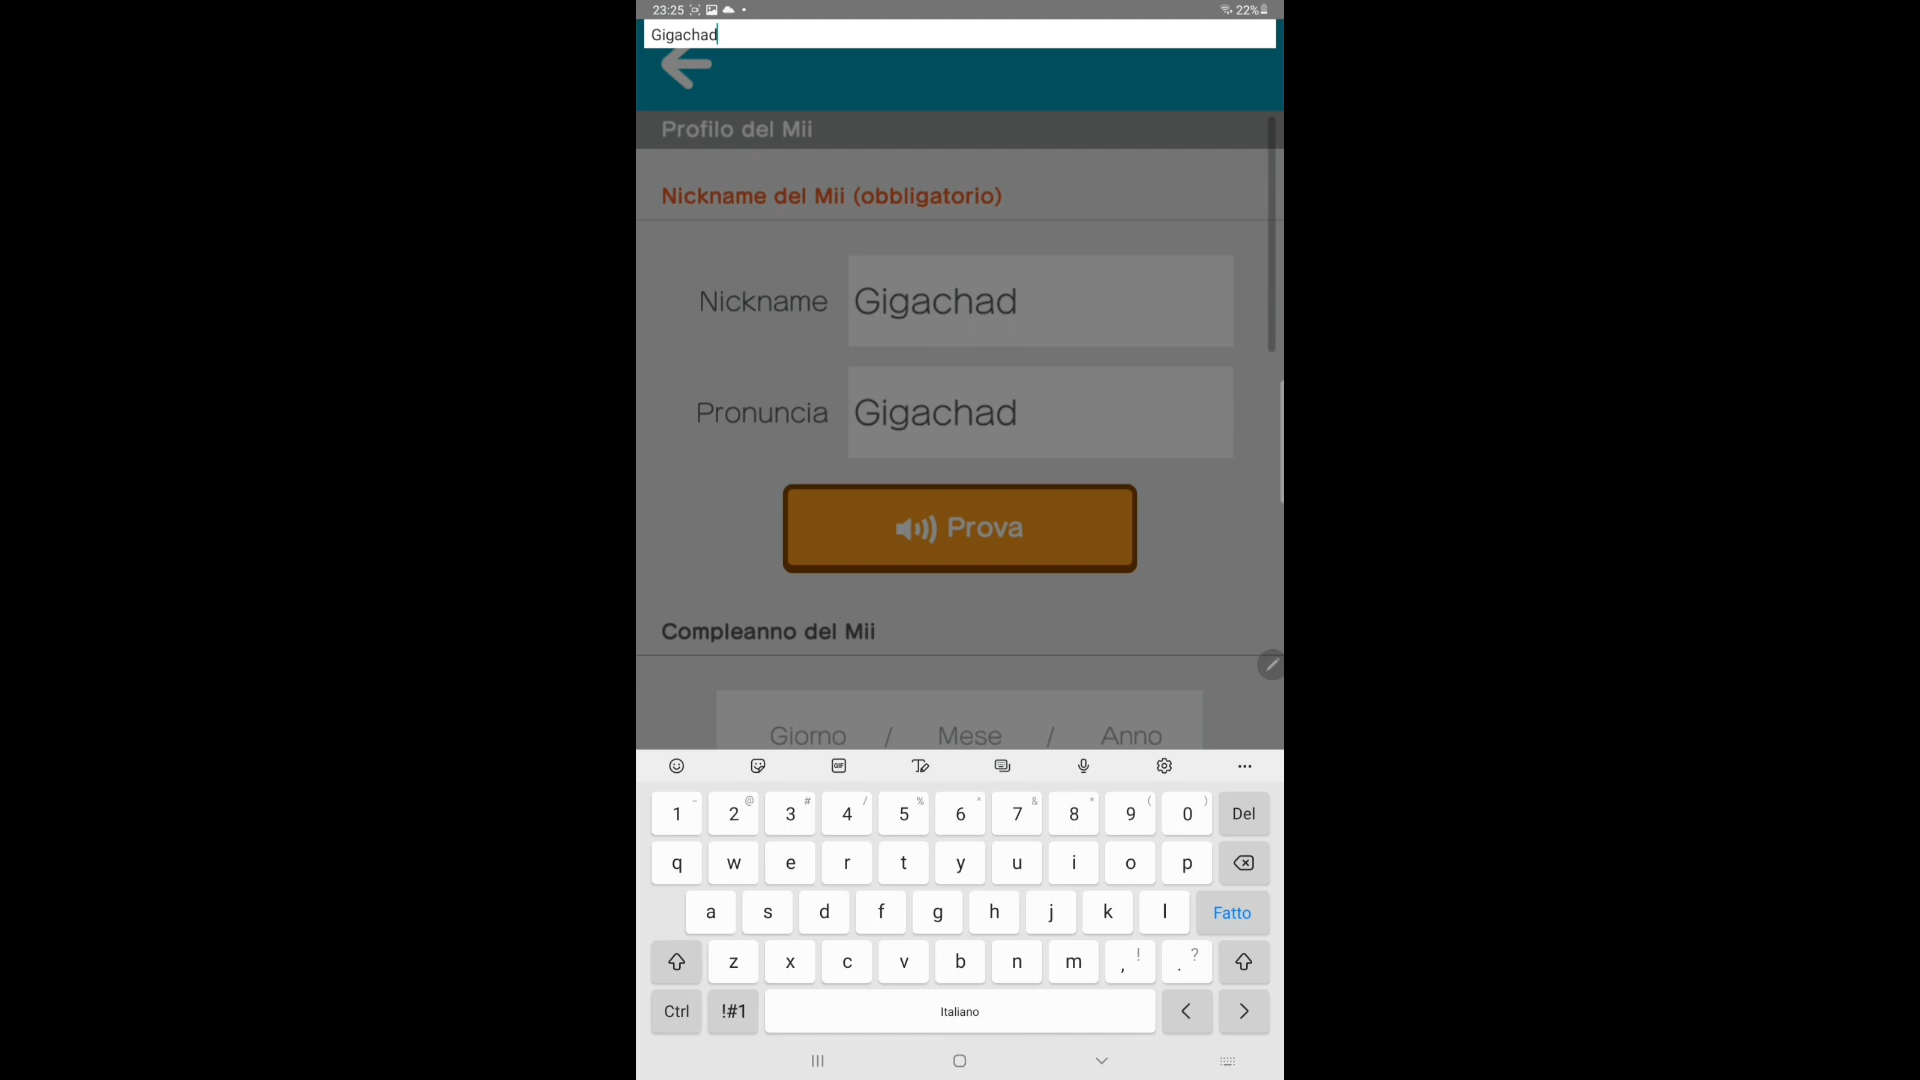 23:25 22%
Gigachad
Profilo del Mii
Nickname del Mii (obbligatorio)
Nickname Gigachad
Pronuncia Gigachad
Prova
Compleanno del Mii
Giorno / Mese / Anno
GIF
1 - 2 @ 3 # 4 / 5 % 6 ^ 7 & 8 * 9 ( 0 ) Del
q w e r t y u i o p
a s d f g h j k l Fatto
z x c v b n m , ! . ?
Ctrl !#1 Italiano < >